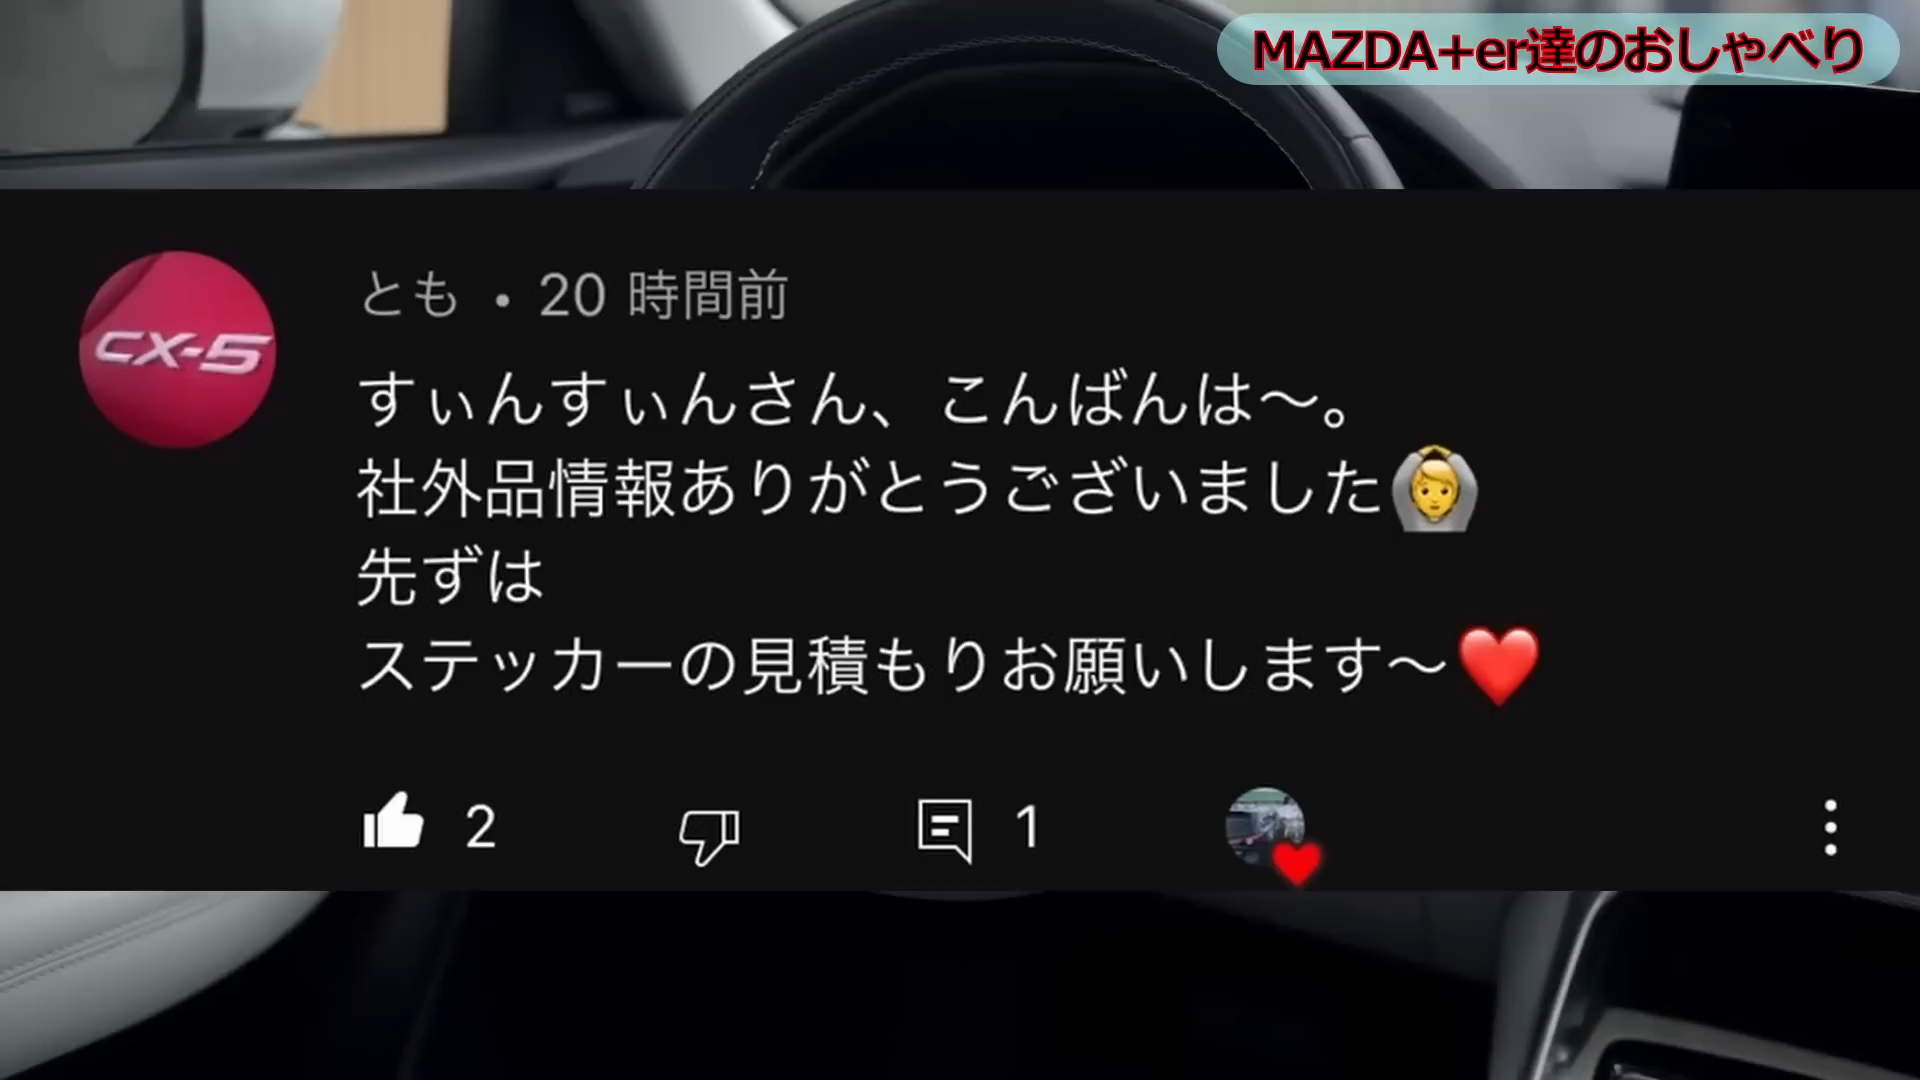 MAZDA+er達のおしゃべり
CX-5
とも・20 時間前
すぃんすぃんさん、こんばんは〜。
社外品情報ありがとうございました🙆
先ずは
ステッカーの見積もりお願いします〜❤️
2
1